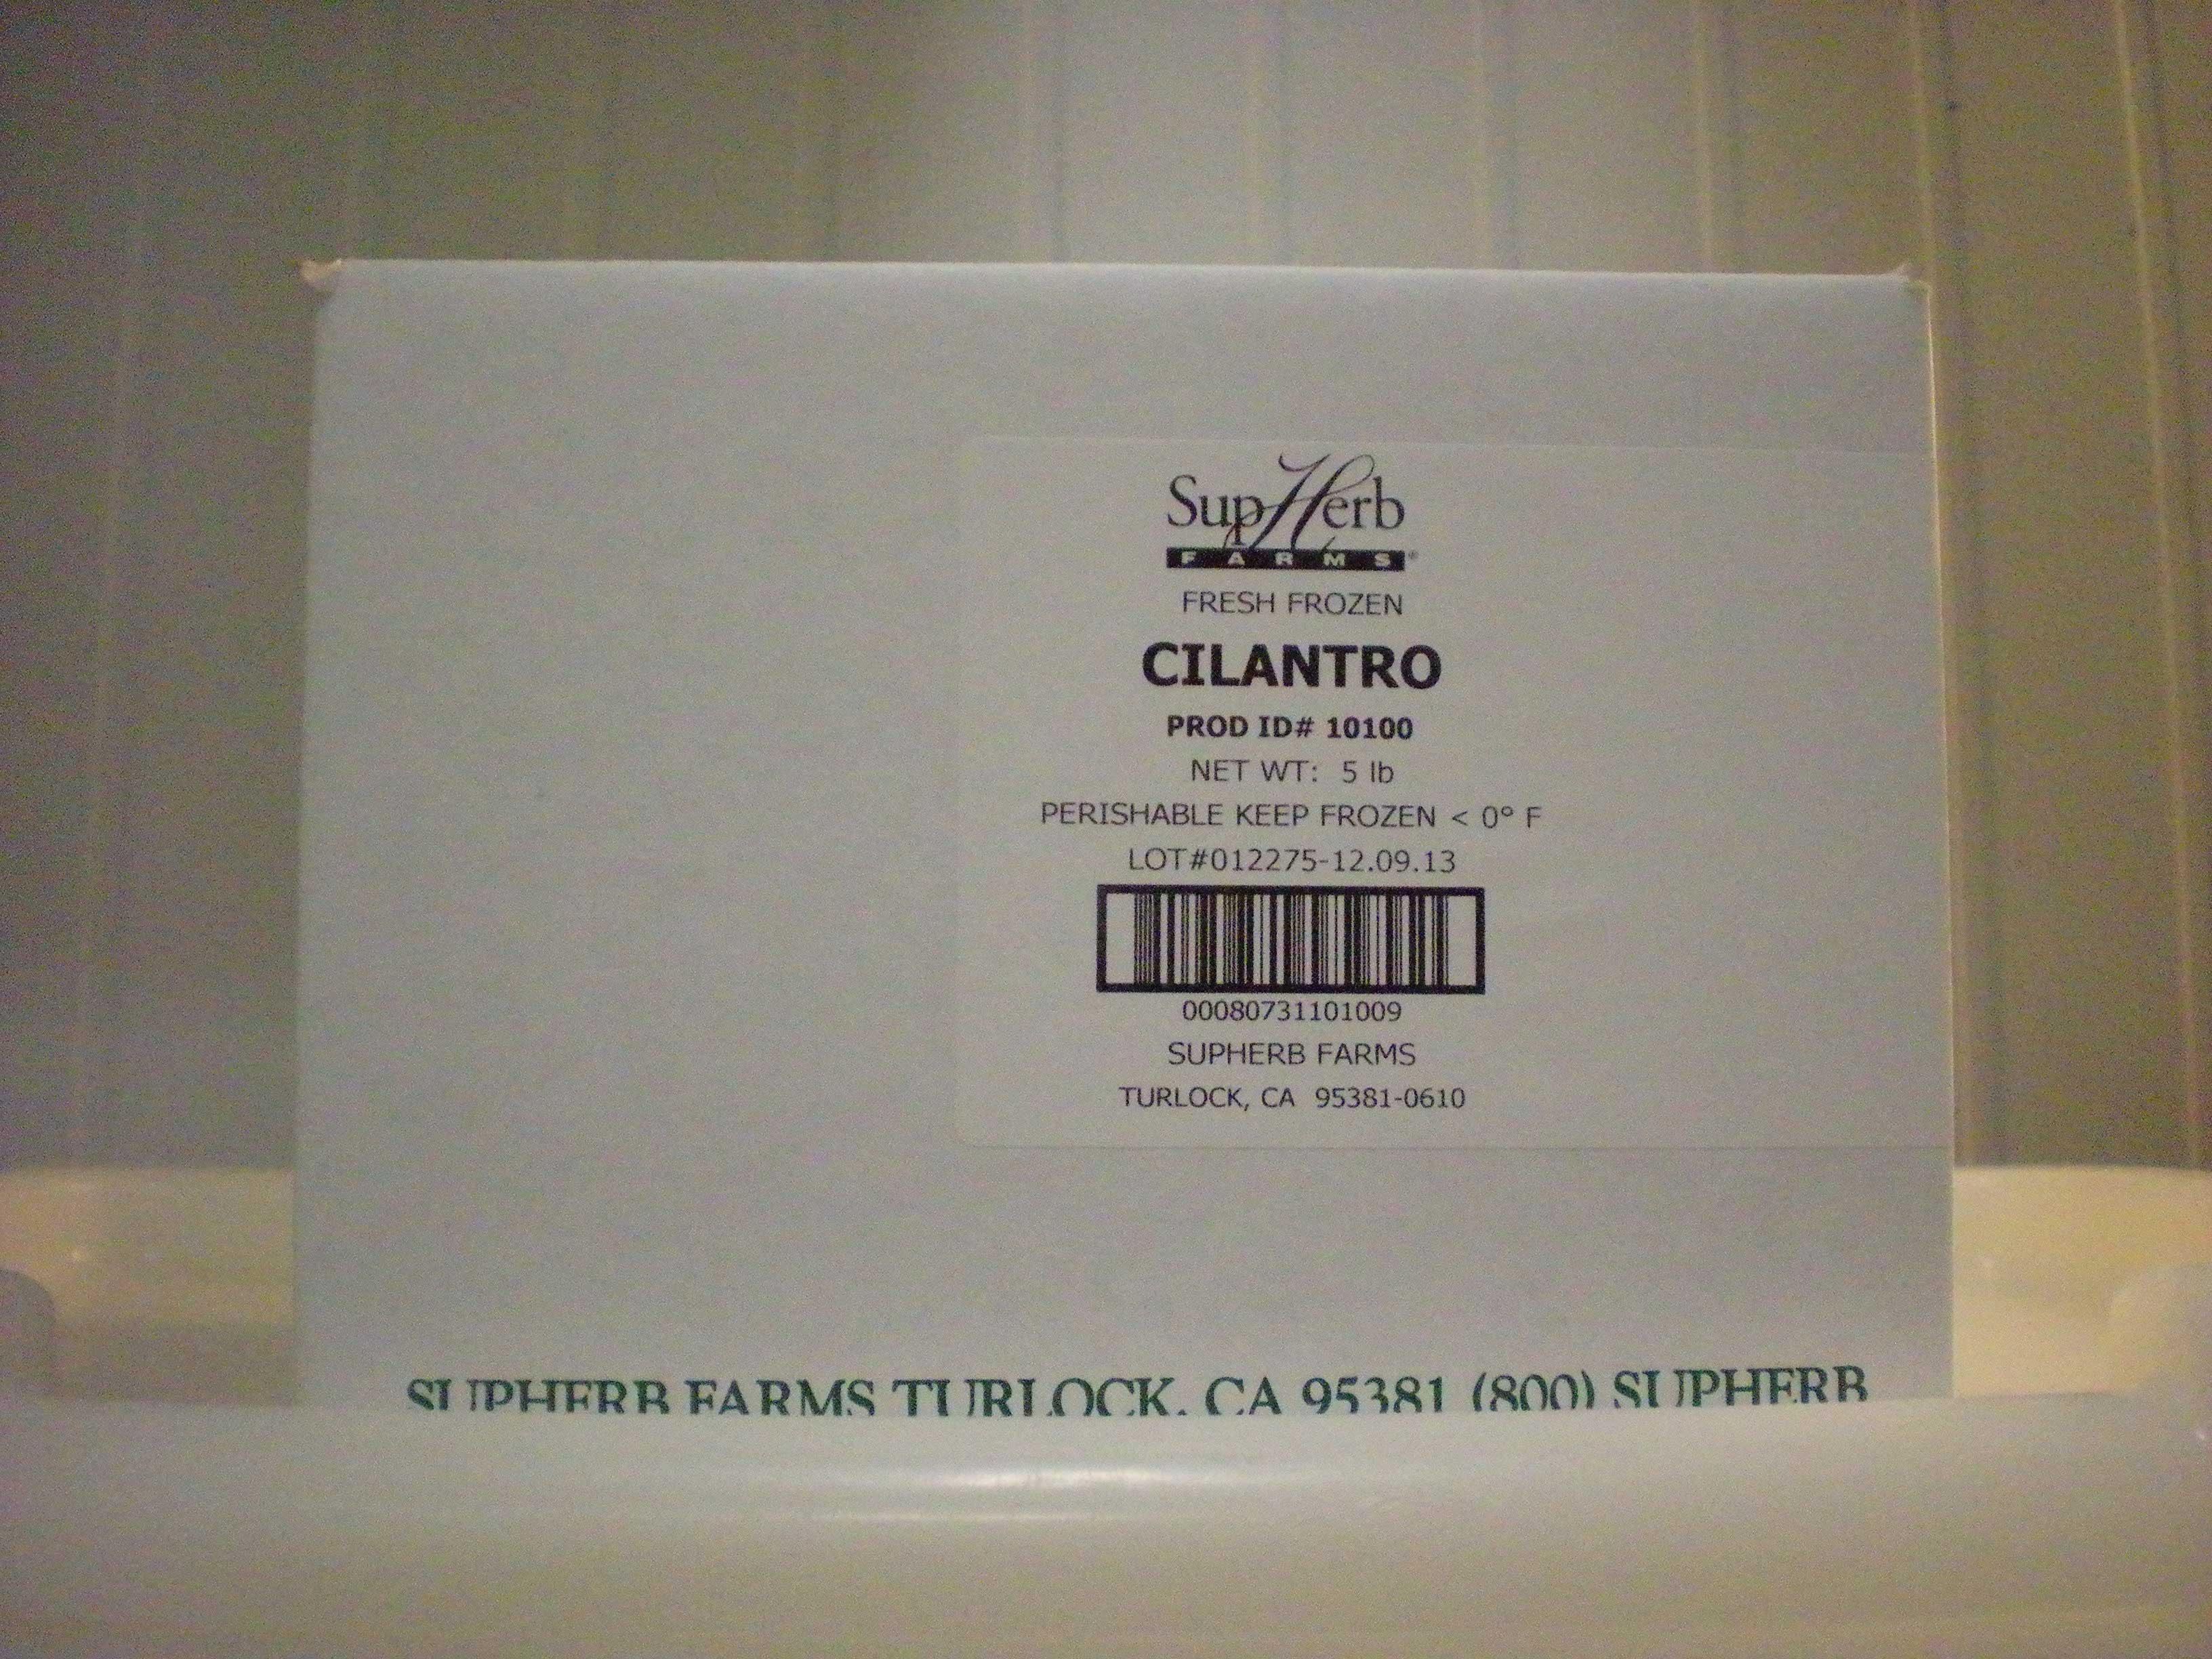 SupHerb
FARMS®
FRESH FROZEN
CILANTRO
PROD ID# 10100
NET WT: 5 lb
PERISHABLE KEEP FROZEN < 0° F
LOT#012275-12.09.13
00080731101009
SUPHERB FARMS
TURLOCK, CA 95381-0610
SUPHERB FARMS TURLOCK, CA 95381 (800) SUPHERB